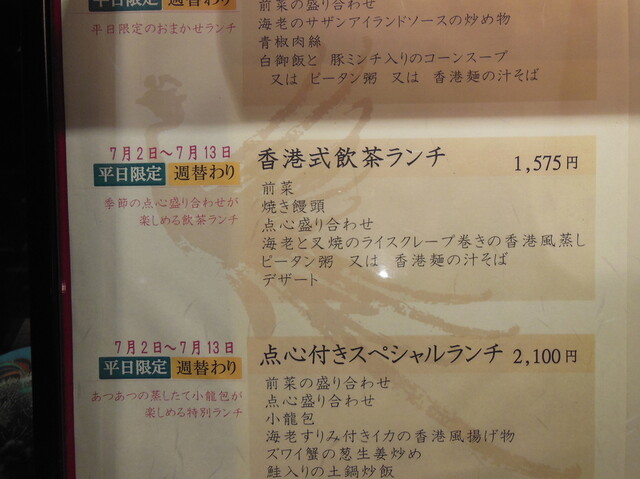 平日限定 週替わり
平日限定のおまかせランチ
前菜の盛り合わせ
海老のサザンアイランドソースの炒め物
青椒肉絲
白御飯と 豚ミンチ入りのコーンスープ
又は ピータン粥 又は 香港麺の汁そば
7月2日～7月13日
平日限定 週替わり
季節の点心盛り合わせが
楽しめる飲茶ランチ
香港式飲茶ランチ 1,575円
前菜
焼き饅頭
点心盛り合わせ
海老と叉焼のライスクレープ巻きの香港風蒸し
ピータン粥 又は 香港麺の汁そば
デザート
7月2日～7月13日
平日限定 週替わり
あつあつの蒸したて小龍包が
楽しめる特別ランチ
点心付きスペシャルランチ 2,100円
前菜の盛り合わせ
点心盛り合わせ
小龍包
海老すりみ付きイカの香港風揚げ物
ズワイ蟹の葱生姜炒め
鮭入りの土鍋炒飯